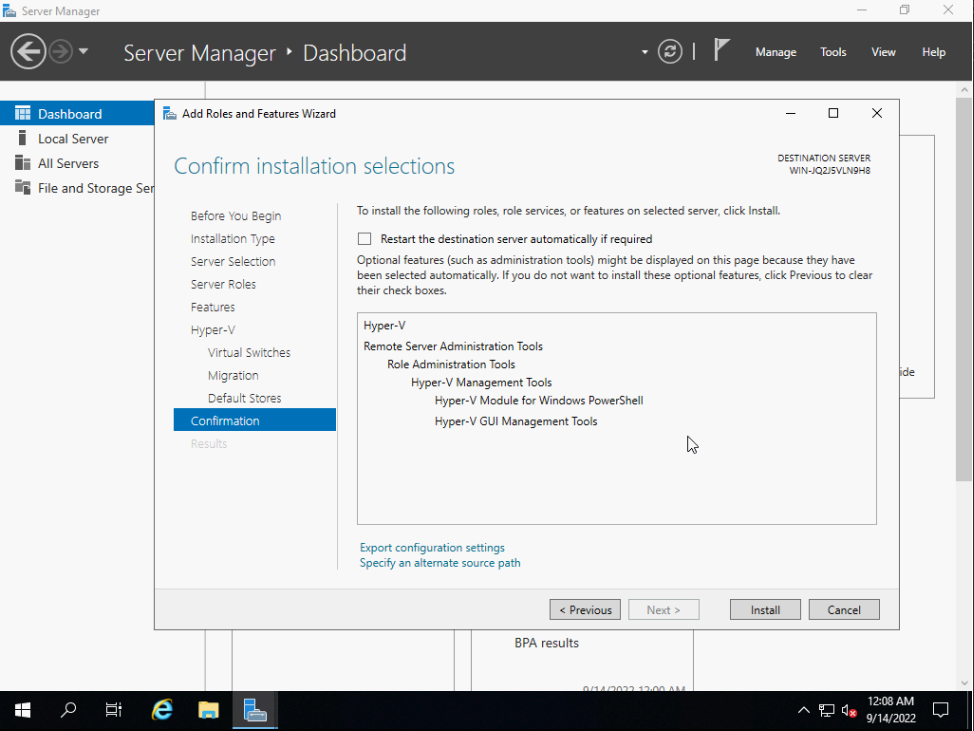 Server Manager
Server Manager ‣ Dashboard
Manage Tools View Help
Dashboard
Local Server
All Servers
File and Storage Ser
Add Roles and Features Wizard
Confirm installation selections
DESTINATION SERVER
WIN-JQ2J5VLN9H8
Before You Begin
Installation Type
Server Selection
Server Roles
Features
Hyper-V
Virtual Switches
Migration
Default Stores
Confirmation
Results
To install the following roles, role services, or features on selected server, click Install.
Restart the destination server automatically if required
Optional features (such as administration tools) might be displayed on this page because they have
been selected automatically. If you do not want to install these optional features, click Previous to clear
their check boxes.
Hyper-V
Remote Server Administration Tools
Role Administration Tools
Hyper-V Management Tools
Hyper-V Module for Windows PowerShell
Hyper-V GUI Management Tools
Export configuration settings
Specify an alternate source path
< Previous Next > Install Cancel
ide
BPA results
9/14/2022 12:00 AM
12:08 AM
9/14/2022